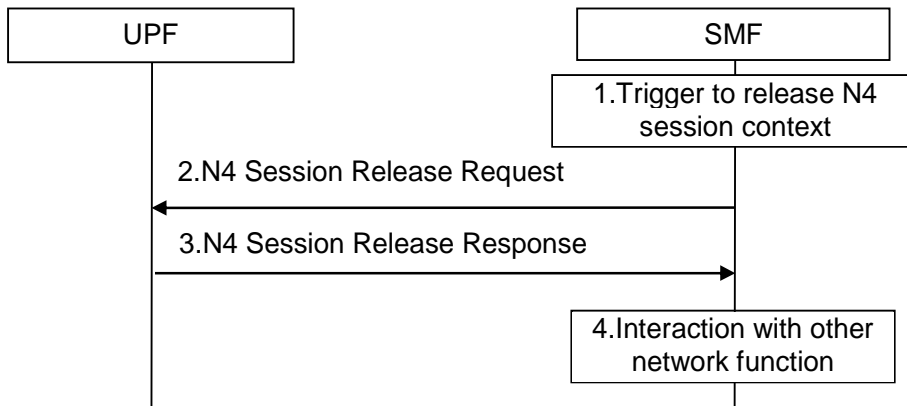 UPF
SMF
1.Trigger to release N4
session context
2.N4 Session Release Request
3.N4 Session Release Response
4.Interaction with other
network function